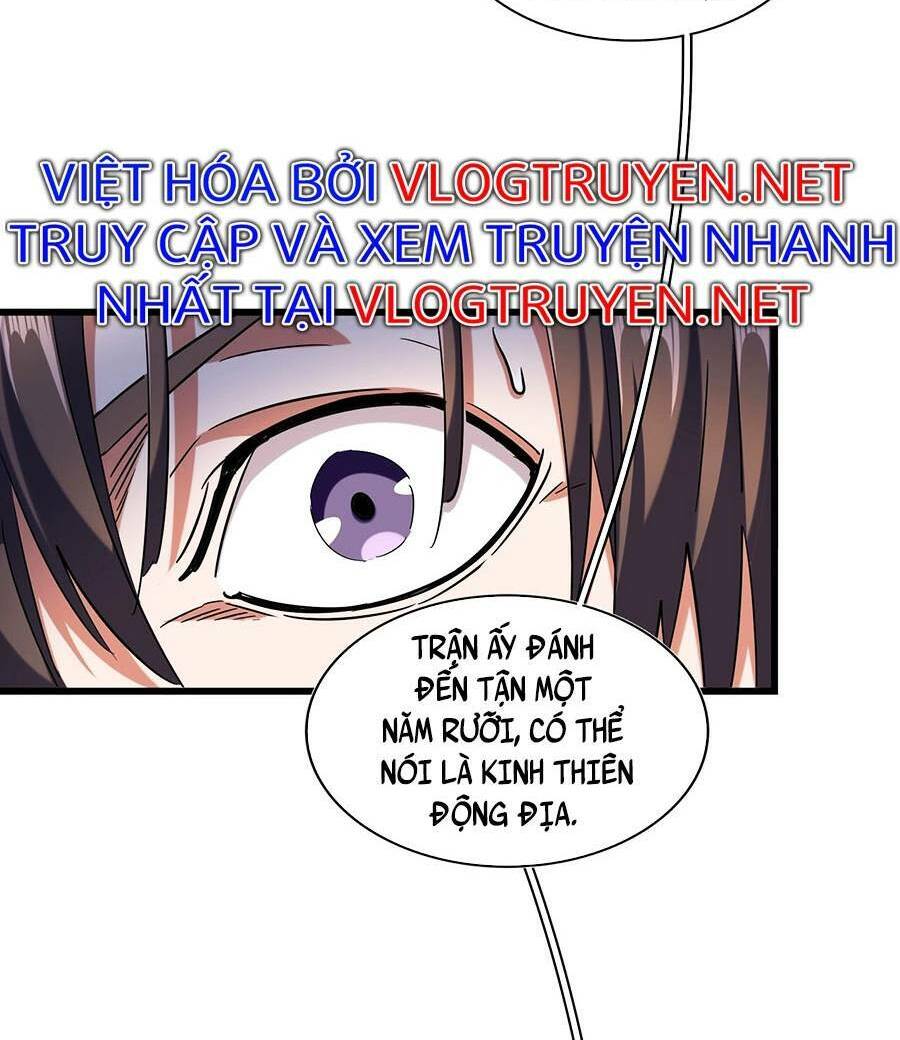 VIỆT HÓA BỞI VLOGTRUYEN.NET
TRUY CẬP VÀ XEM TRUYỆN NHANH
NHẤT TẠI VLOGTRUYEN.NET
TRẬN ẤY ĐÁNH
ĐẾN TẬN MỘT
NĂM RƯỠI, CÓ THỂ
NÓI LÀ KINH THIÊN
ĐỘNG ĐỊA.